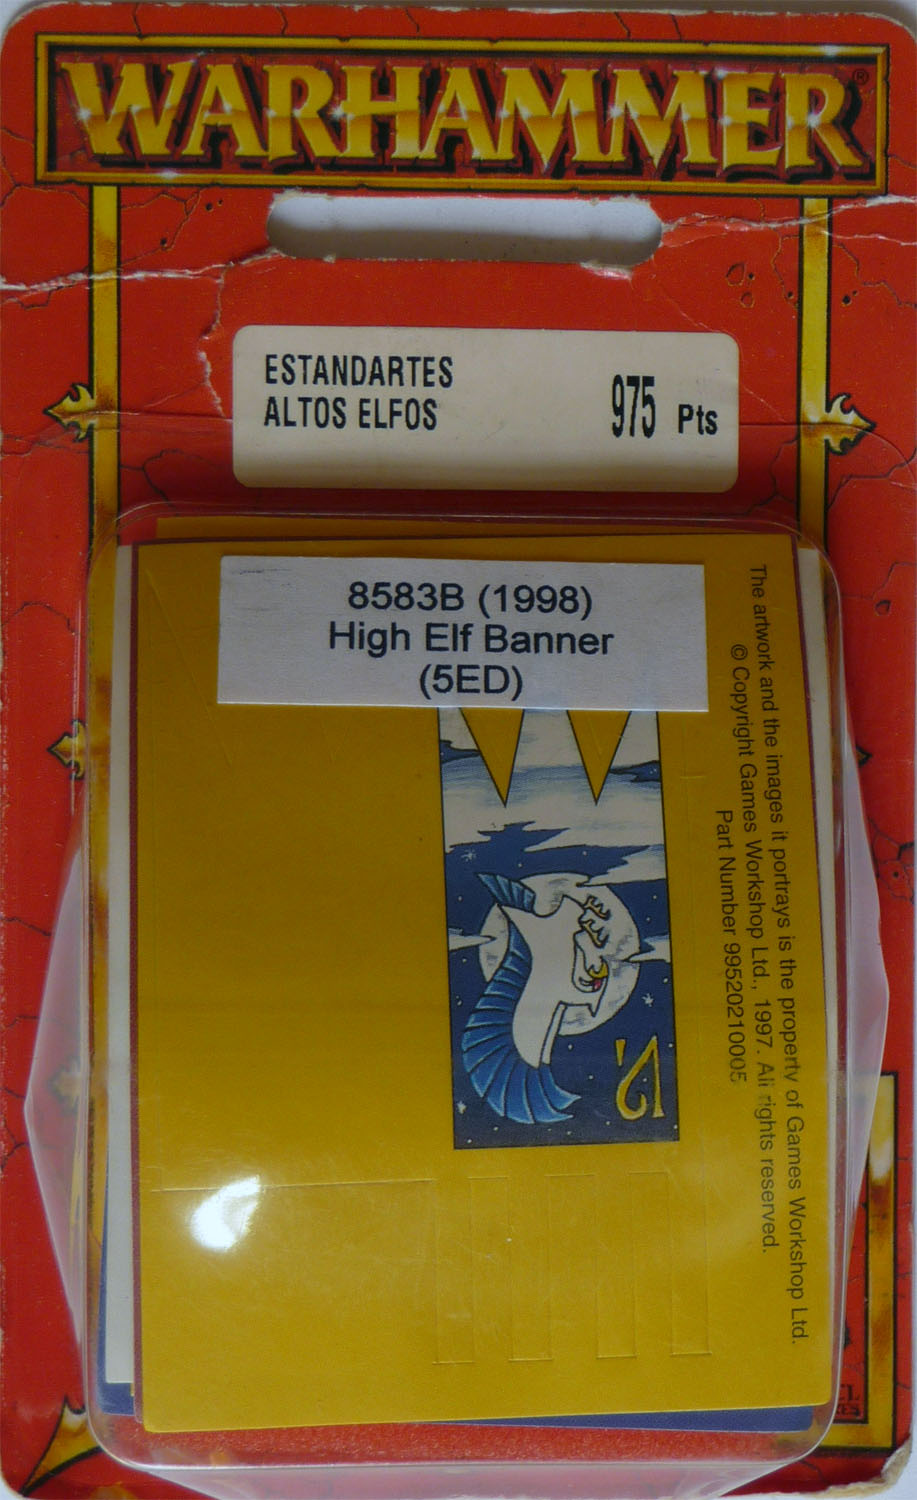 WARHAMMER®
ESTANDARTES
ALTOS ELFOS
975 Pts
8583B (1998)
High Elf Banner
(5ED)
The artwork and the images it portrays is the property of Games Workshop Ltd.
© Copyright Games Workshop Ltd., 1997. All rights reserved.
Part Number 99520210005